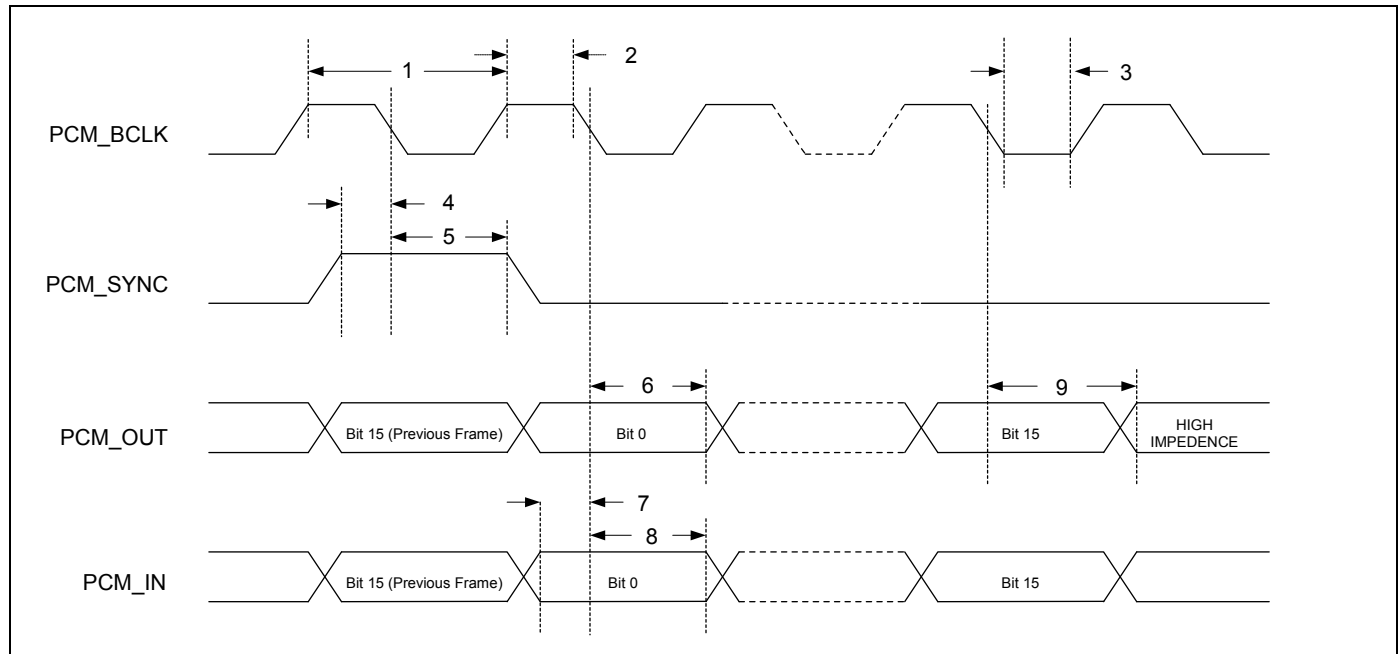 1
2
3
PCM_BCLK
4
5
PCM_SYNC
6
9
PCM_OUT
Bit 15 (Previous Frame)
Bit 0
Bit 15
HIGH
IMPEDENCE
7
8
PCM_IN
Bit 15 (Previous Frame)
Bit 0
Bit 15